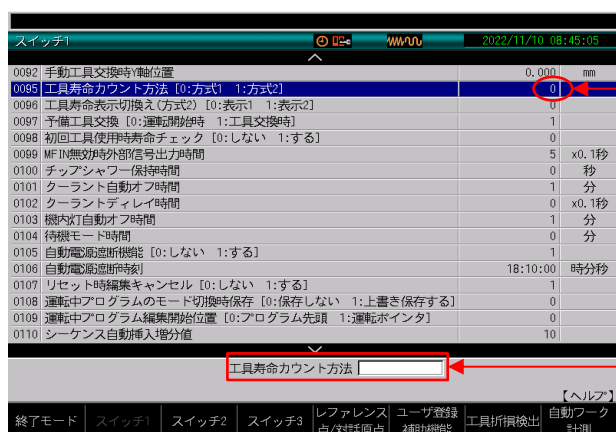 スイッチ1 2022/11/10 08:45:05
0092 手動工具交換時Y軸位置 0.000 mm
0095 工具寿命カウント方法 [0:方式1 1:方式2] 0
0096 工具寿命表示切換え(方式2) [0:表示1 1:表示2] 0
0097 予備工具交換 [0:運転開始時 1:工具交換時] 1
0098 初回工具使用時寿命チェック [0:しない 1:する] 0
0099 MFIN無効時外部信号出力時間 5 x0.1秒
0100 チップシャワー保持時間 0 秒
0101 クーラント自動オフ時間 1 分
0102 クーラントディレイ時間 0 x0.1秒
0103 機内灯自動オフ時間 1 分
0104 待機モード時間 0 分
0105 自動電源遮断機能 [0:しない 1:する] 1
0106 自動電源遮断時刻 18:10:00 時分秒
0107 リセット時編集キャンセル [0:しない 1:する] 1
0108 運転中プログラムのモード切換時保存 [0:保存しない 1:上書き保存する] 0
0109 運転中プログラム編集開始位置 [0:プログラム先頭 1:運転ポインタ] 0
0110 シーケンス自動挿入増分値 10
工具寿命カウント方法
【ヘルプ】
終了モード スイッチ1 スイッチ2 スイッチ3 レファレンス点/対話原点 ユーザ登録補助機能 工具折損検出 自動ワーク計測